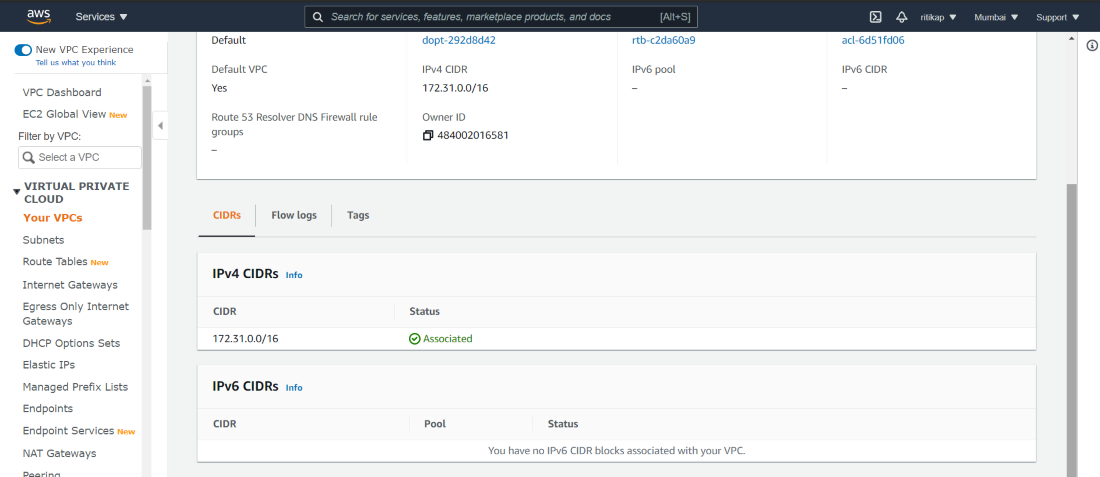 aws
Services
Search for services, features, marketplace products, and docs [Alt+S]
ritikap
Mumbai
Support
New VPC Experience
Tell us what you think
VPC Dashboard
EC2 Global View New
Filter by VPC:
Select a VPC
VIRTUAL PRIVATE
CLOUD
Your VPCs
Subnets
Route Tables New
Internet Gateways
Egress Only Internet
Gateways
DHCP Options Sets
Elastic IPs
Managed Prefix Lists
Endpoints
Endpoint Services New
NAT Gateways
Peering
Default
dopt-292d8d42
rtb-c2da60a9
acl-6d51fd06
Default VPC
Yes
IPv4 CIDR
172.31.0.0/16
IPv6 pool
–
IPv6 CIDR
–
Route 53 Resolver DNS Firewall rule
groups
–
Owner ID
484002016581
CIDRs
Flow logs
Tags
IPv4 CIDRs Info
CIDR Status
172.31.0.0/16 Associated
IPv6 CIDRs Info
CIDR Pool Status
You have no IPv6 CIDR blocks associated with your VPC.